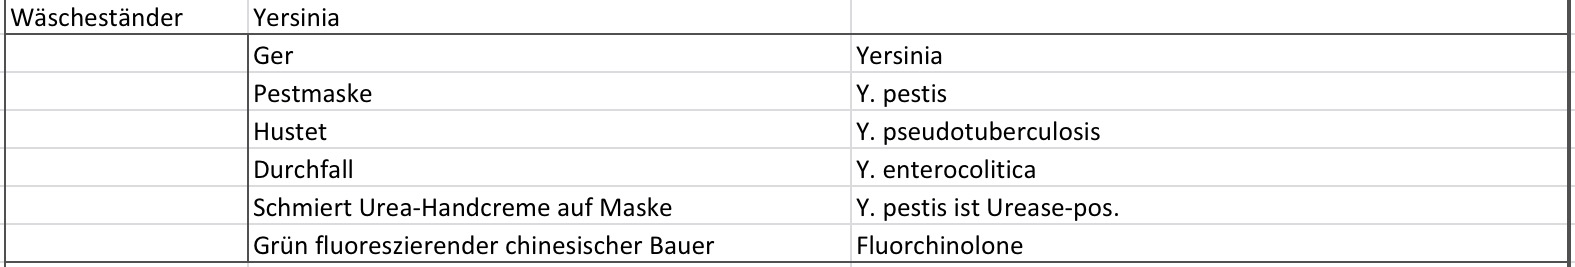 Wäscheständer Yersinia
Ger Yersinia
Pestmaske Y. pestis
Hustet Y. pseudotuberculosis
Durchfall Y. enterocolitica
Schmiert Urea-Handcreme auf Maske Y. pestis ist Urease-pos.
Grün fluoreszierender chinesischer Bauer Fluorchinolone